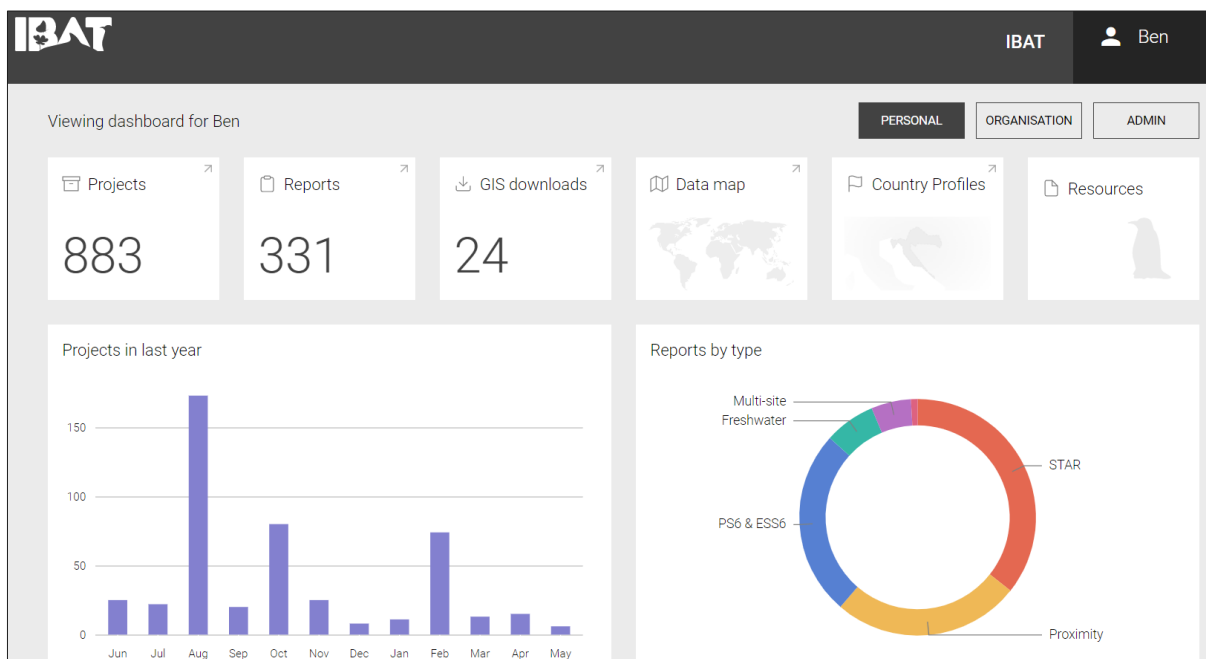 IBAT
IBAT
Ben
Viewing dashboard for Ben
PERSONAL
ORGANISATION
ADMIN
Projects
883
Reports
331
GIS downloads
24
Data map
Country Profiles
Resources
Projects in last year
150
100
50
0
Jun Jul Aug Sep Oct Nov Dec Jan Feb Mar Apr May
Reports by type
Multi-site
Freshwater
STAR
PS6 & ESS6
Proximity